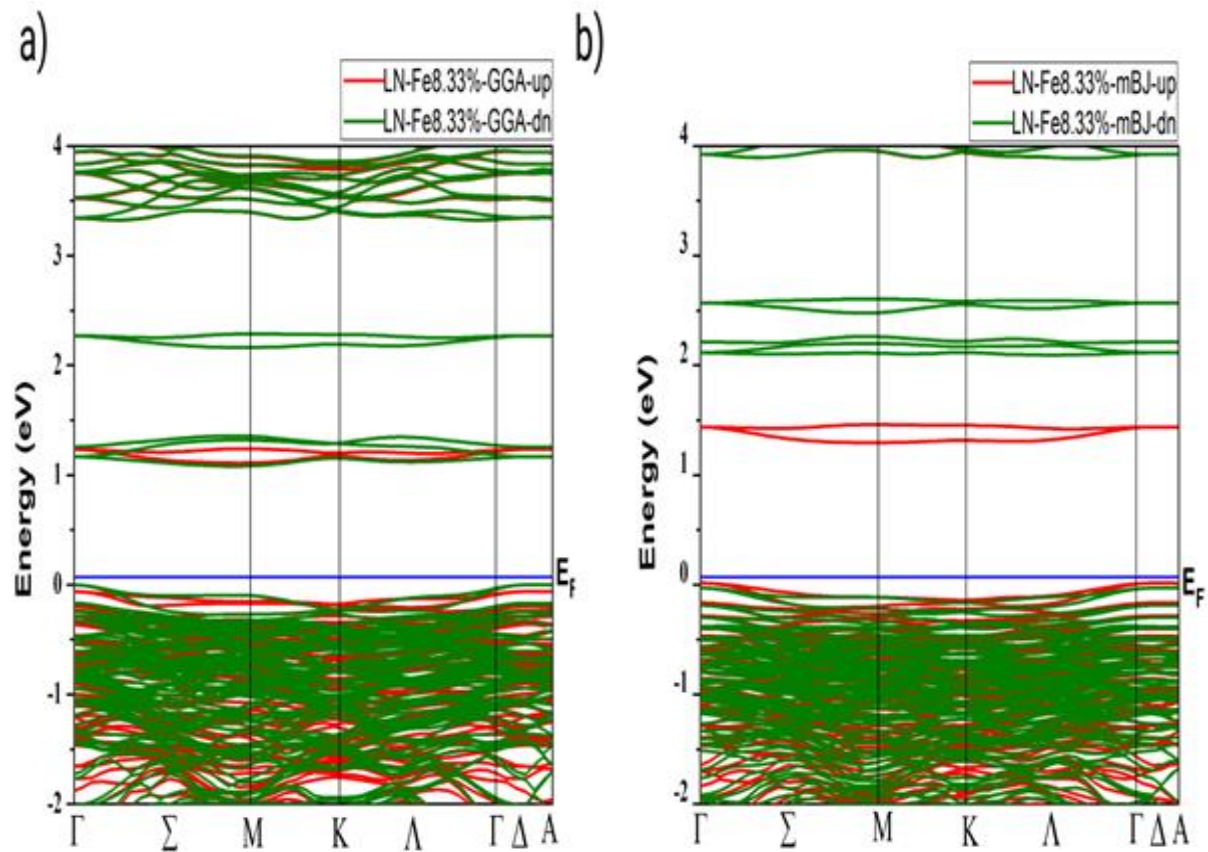 a)
LN-Fe8.33%-GGA-up
LN-Fe8.33%-GGA-dn
4
3
2
1
0
-1
-2
Energy (eV)
E_F
Γ Σ M K Λ Γ Δ A
b)
LN-Fe8.33%-mBJ-up
LN-Fe8.33%-mBJ-dn
4
3
2
1
0
-1
-2
Energy (eV)
E_F
Γ Σ M K Λ Γ Δ A